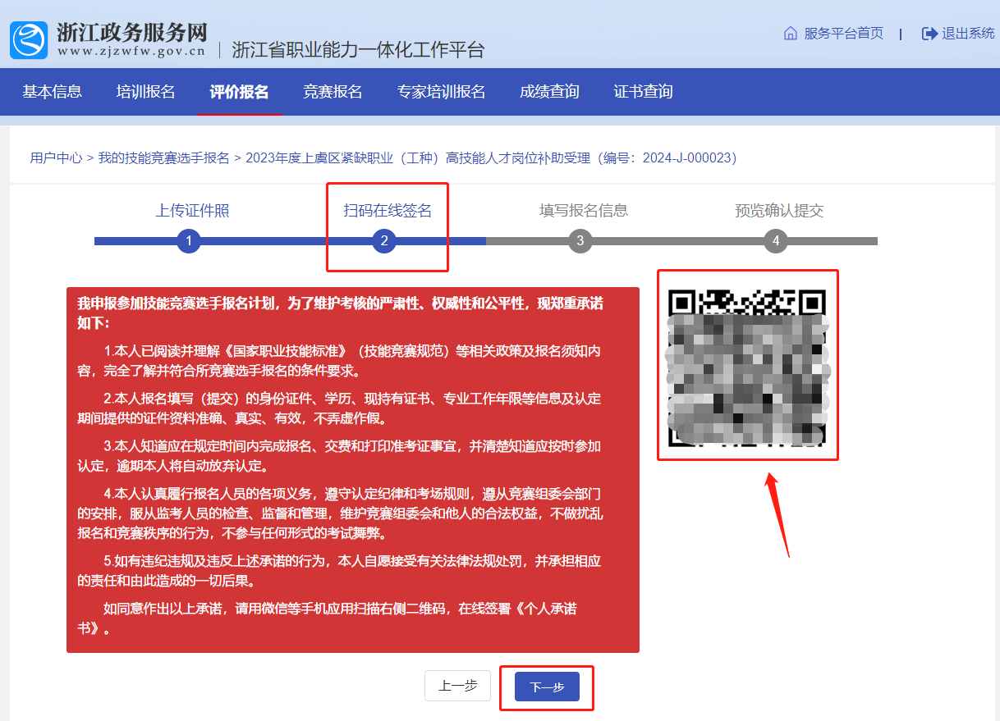 浙江政务服务网
www.zjzwfw.gov.cn
浙江省职业能力一体化工作平台
服务平台首页
退出系统
基本信息 培训报名 评价报名 竞赛报名 专家培训报名 成绩查询 证书查询
用户中心 > 我的技能竞赛选手报名 > 2023年度上虞区紧缺职业（工种）高技能人才岗位补助受理（编号：2024-J-000023）
上传证件照 扫码在线签名 填写报名信息 预览确认提交
1 2 3 4
我申报参加技能竞赛选手报名计划，为了维护考核的严肃性、权威性和公平性，现郑重承诺
如下：
1.本人已阅读并理解《国家职业技能标准》（技能竞赛规范）等相关政策及报名须知内
容，完全了解并符合所竞赛选手报名的条件要求。
2.本人报名填写（提交）的身份证件、学历、现持有证书、专业工作年限等信息及认定
期间提供的证件资料准确、真实、有效，不弄虚作假。
3.本人知道应在规定时间内完成报名、交费和打印准考证事宜，并清楚知道应按时参加
认定，逾期本人将自动放弃认定。
4.本人认真履行报名人员的各项义务，遵守认定纪律和考场规则，遵从竞赛组委会部门
的安排，服从监考人员的检查、监督和管理，维护竞赛组委会和他人的合法权益，不做扰乱
报名和竞赛秩序的行为，不参与任何形式的考试舞弊。
5.如有违纪违规及违反上述承诺的行为，本人自愿接受有关法律法规处罚，并承担相应
的责任和由此造成的一切后果。
如同意作出以上承诺，请用微信等手机应用扫描右侧二维码，在线签署《个人承诺
书》。
上一步 下一步